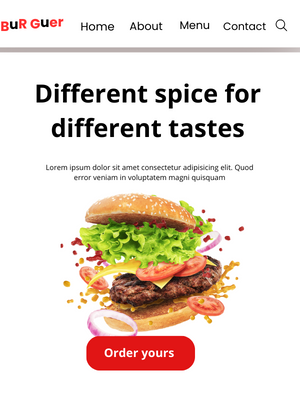 BuR Guer
Home About Menu Contact
Different spice for
different tastes
Lorem ipsum dolor sit amet consectetur adipisicing elit. Quod
error veniam in voluptatem magni quisquam
Order yours